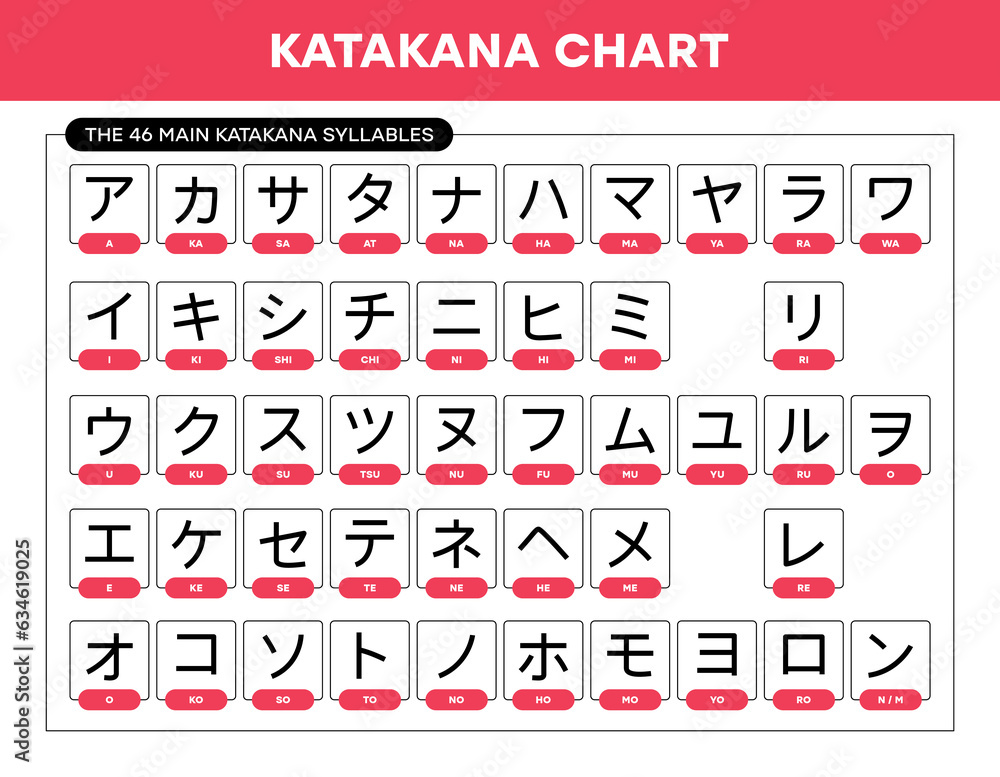 KATAKANA CHART
THE 46 MAIN KATAKANA SYLLABLES
ア カ サ タ ナ ハ マ ヤ ラ ワ
A KA SA AT NA HA MA YA RA WA
イ キ シ チ ニ ヒ ミ リ
I KI SHI CHI NI HI MI RI
ウ ク ス ツ ヌ フ ム ユ ル ヲ
U KU SU TSU NU FU MU YU RU O
エ ケ セ テ ネ ヘ メ レ
E KE SE TE NE HE ME RE
オ コ ソ ト ノ ホ モ ヨ ロ ン
O KO SO TO NO HO MO YO RO N / M
Adobe Stock | #634619025